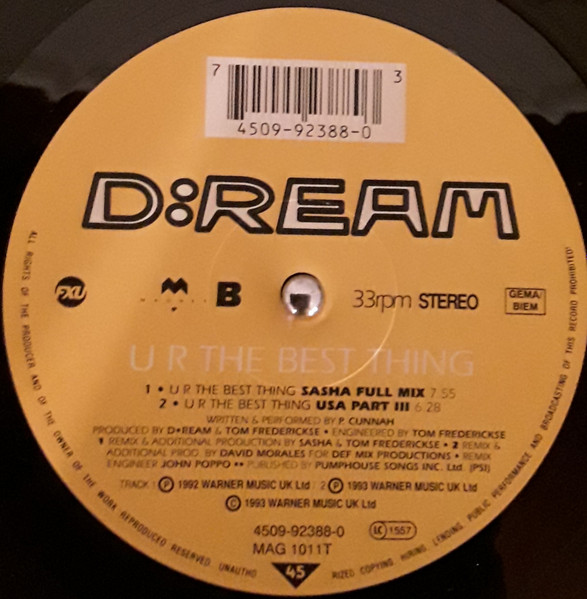 7 3
4509-92388-0
D:REAM
FXU M MAGNET B 33rpm STEREO GEMA/BIEM
U R THE BEST THING
1 • U R THE BEST THING SASHA FULL MIX 7:55
2 • U R THE BEST THING USA PART III 6:28
WRITTEN & PERFORMED BY P. CUNNAH
PRODUCED BY D•REAM & TOM FREDERICKSE • ENGINEERED BY TOM FREDERICKSE
1 REMIX & ADDITIONAL PRODUCTION BY SASHA & TOM FREDERICKSE • 2 REMIX &
ADDITIONAL PROD. BY DAVID MORALES FOR DEF MIX PRODUCTIONS • REMIX
ENGINEER JOHN POPPO •• PUBLISHED BY PUMPHOUSE SONGS INC. Ltd. (PSI)
TRACK 1 Ⓟ 1992 WARNER MUSIC UK Ltd / 2 Ⓟ 1993 WARNER MUSIC UK Ltd
© 1993 WARNER MUSIC UK Ltd
4509-92388-0 LC 1557
MAG 1011T
45
ALL RIGHTS OF THE PRODUCER AND OF THE OWNER OF THE WORK REPRODUCED RESERVED. UNAUTHORIZED COPYING, HIRING, LENDING, PUBLIC PERFORMANCE AND BROADCASTING OF THIS RECORD PROHIBITED!